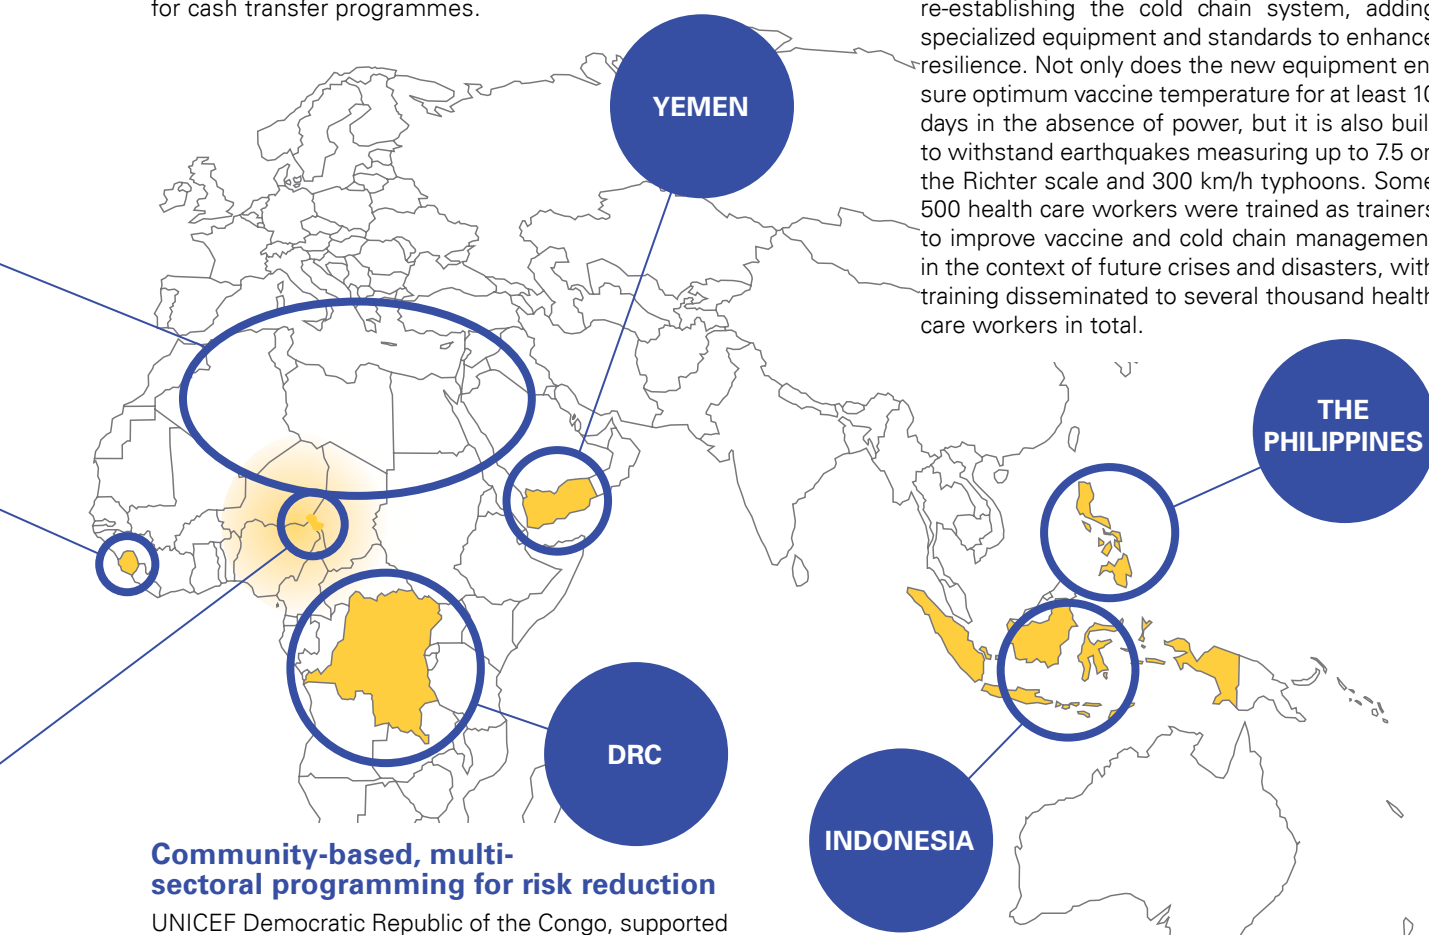 for cash transfer programmes.
re-establishing the cold chain system, adding
specialized equipment and standards to enhance
resilience. Not only does the new equipment en
sure optimum vaccine temperature for at least 10
days in the absence of power, but it is also buil
to withstand earthquakes measuring up to 7.5 on
the Richter scale and 300 km/h typhoons. Some
500 health care workers were trained as trainers
to improve vaccine and cold chain managemen
in the context of future crises and disasters, with
training disseminated to several thousand health
care workers in total.
YEMEN
THE
PHILIPPINES
DRC
INDONESIA
Community-based, multi-
sectoral programming for risk reduction
UNICEF Democratic Republic of the Congo, supported